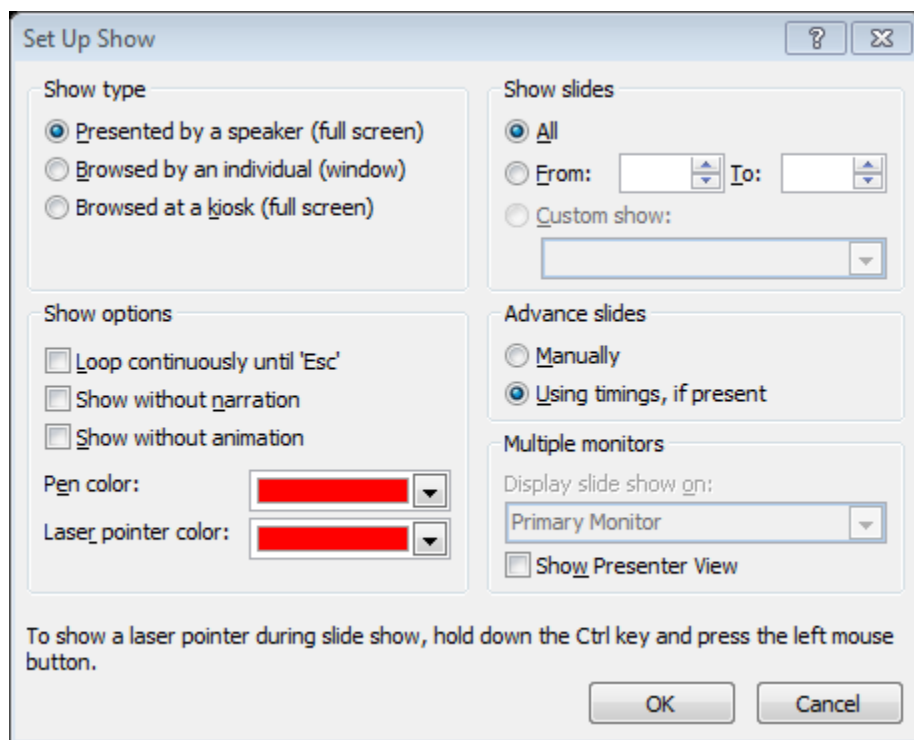 Set Up Show
Show type
Presented by a speaker (full screen)
Browsed by an individual (window)
Browsed at a kiosk (full screen)
Show slides
All
From: To:
Custom show:
Show options
Loop continuously until 'Esc'
Show without narration
Show without animation
Pen color:
Laser pointer color:
Advance slides
Manually
Using timings, if present
Multiple monitors
Display slide show on:
Primary Monitor
Show Presenter View
To show a laser pointer during slide show, hold down the Ctrl key and press the left mouse
button.
OK Cancel